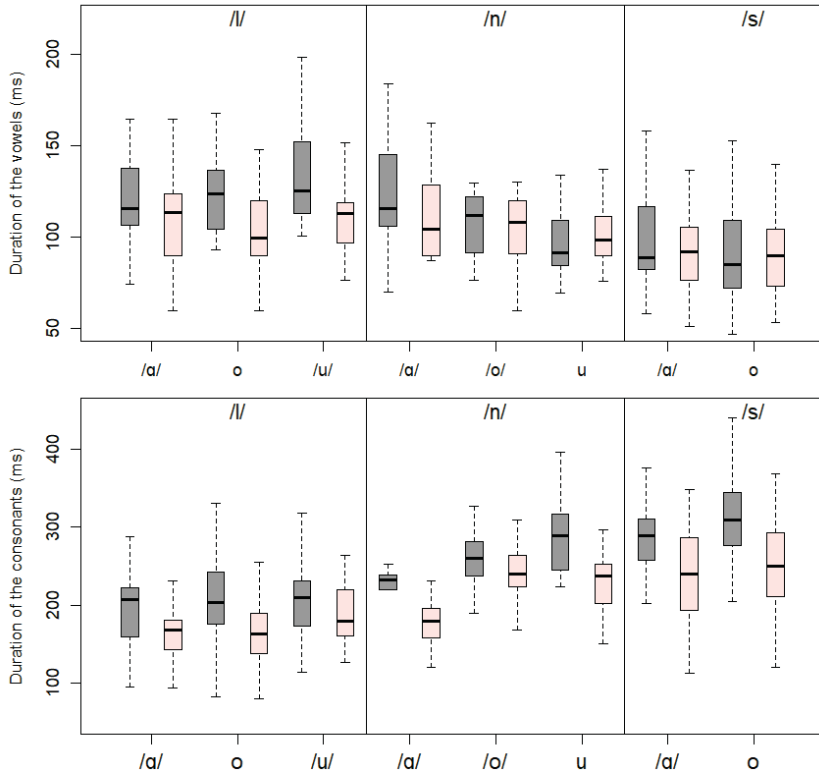 /l/ /n/ /s/
Duration of the vowels (ms)
200
150
100
50
/ɑ/ o /u/ /ɑ/ /o/ u /ɑ/ o
/l/ /n/ /s/
Duration of the consonants (ms)
400
300
200
100
/ɑ/ o /u/ /ɑ/ /o/ u /ɑ/ o